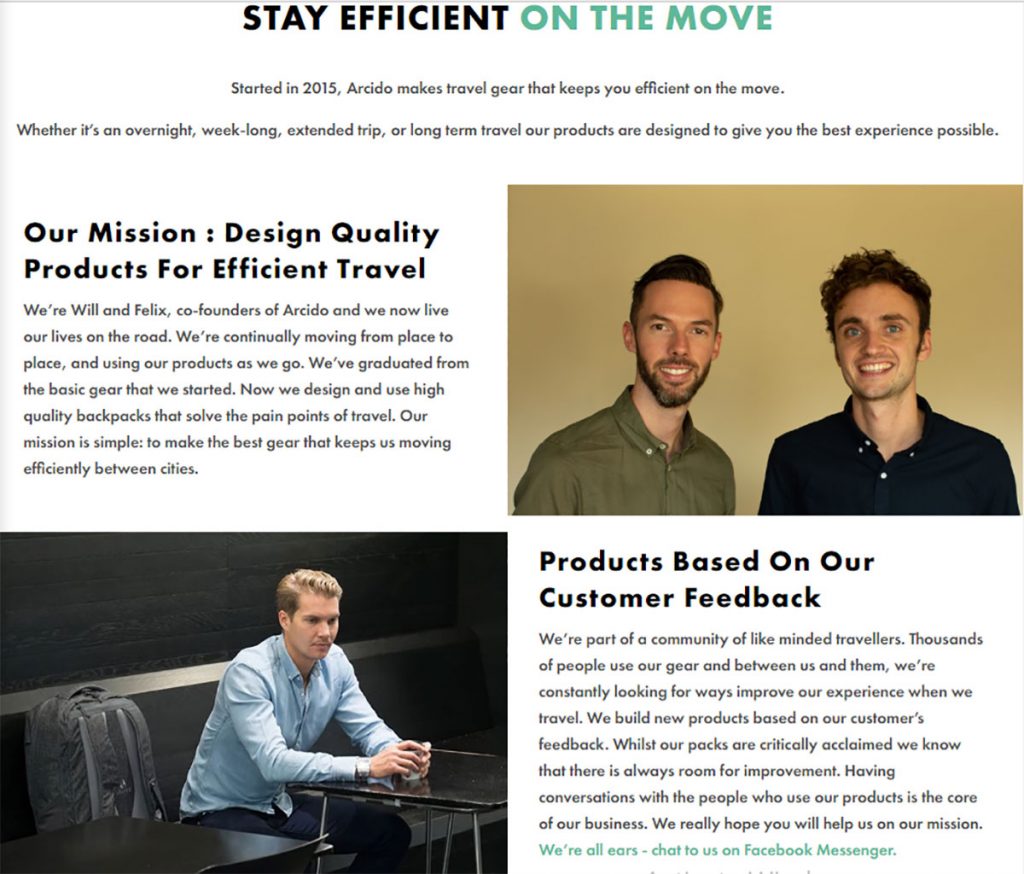 STAY EFFICIENT ON THE MOVE
Started in 2015, Arcido makes travel gear that keeps you efficient on the move.
Whether it's an overnight, week-long, extended trip, or long term travel our products are designed to give you the best experience possible.
Our Mission : Design Quality
Products For Efficient Travel
We're Will and Felix, co-founders of Arcido and we now live
our lives on the road. We're continually moving from place to
place, and using our products as we go. We've graduated from
the basic gear that we started. Now we design and use high
quality backpacks that solve the pain points of travel. Our
mission is simple: to make the best gear that keeps us moving
efficiently between cities.
Products Based On Our
Customer Feedback
We're part of a community of like minded travellers. Thousands
of people use our gear and between us and them, we're
constantly looking for ways improve our experience when we
travel. We build new products based on our customer's
feedback. Whilst our packs are critically acclaimed we know
that there is always room for improvement. Having
conversations with the people who use our products is the core
of our business. We really hope you will help us on our mission.
We're all ears - chat to us on Facebook Messenger.